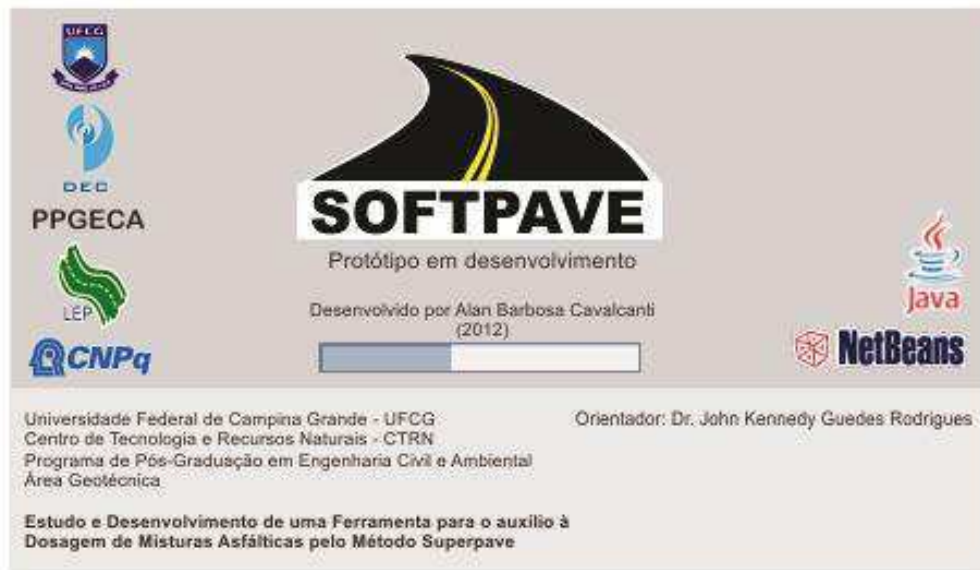 UFCG
DEC
PPGECA
LEP
CNPq
SOFTPAVE
Protótipo em desenvolvimento
Desenvolvido por Alan Barbosa Cavalcanti
(2012)
Java
NetBeans
Universidade Federal de Campina Grande - UFCG
Centro de Tecnologia e Recursos Naturais - CTRN
Programa de Pós-Graduação em Engenharia Civil e Ambiental
Área Geotécnica
Orientador: Dr. John Kennedy Guedes Rodrigues
Estudo e Desenvolvimento de uma Ferramenta para o auxílio à
Dosagem de Misturas Asfálticas pelo Método Superpave